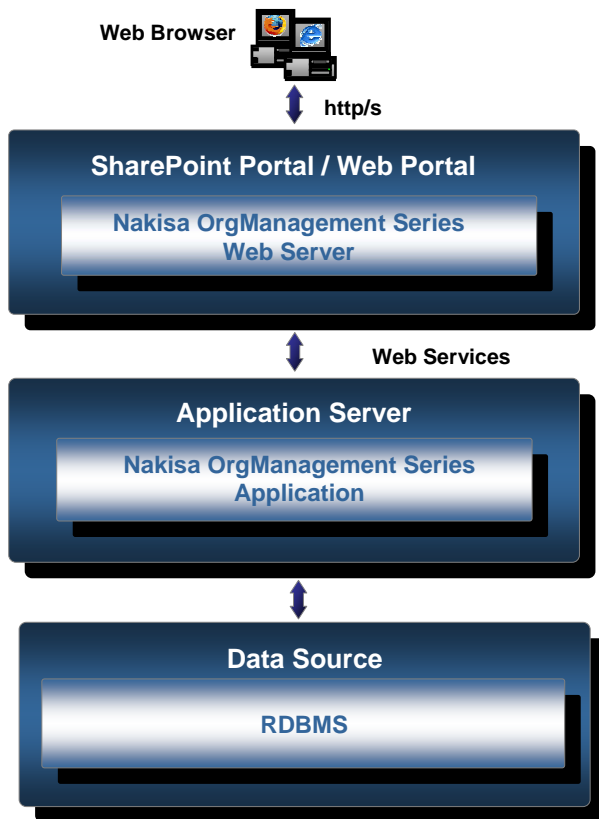 Web Browser
http/s
SharePoint Portal / Web Portal
Nakisa OrgManagement Series
Web Server
Web Services
Application Server
Nakisa OrgManagement Series
Application
Data Source
RDBMS